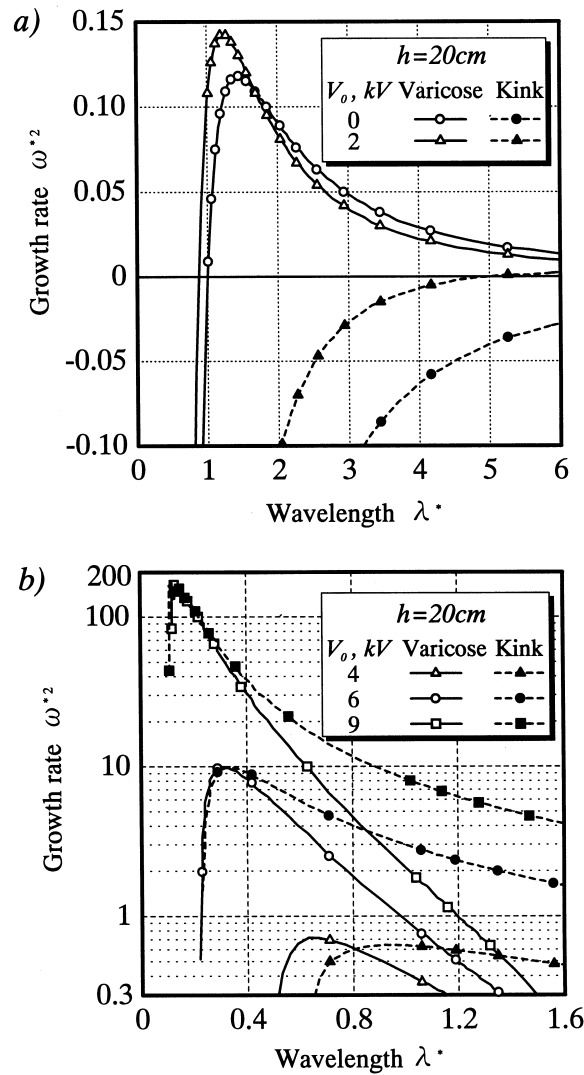 a)
0.15
0.10
0.05
0
-0.05
-0.10
Growth rate ω*2
h=20cm
V₀, kV Varicose Kink
0
2
0 1 2 3 4 5 6
Wavelength λ*
b)
200
100
10
1
0.3
Growth rate ω*2
h=20cm
V₀, kV Varicose Kink
4
6
9
0 0.4 0.8 1.2 1.6
Wavelength λ*